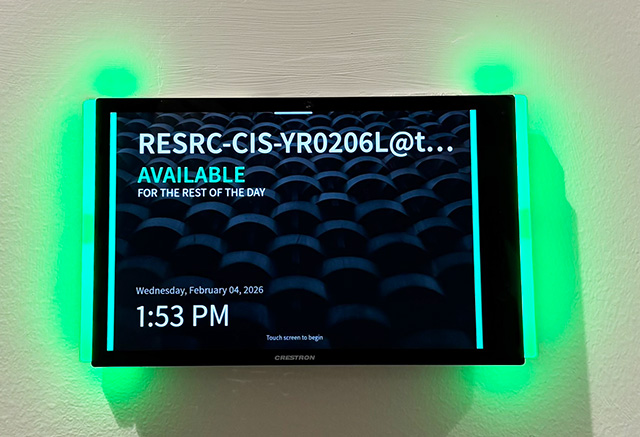 RESRC-CIS-YR0206L@t...
AVAILABLE
FOR THE REST OF THE DAY
Wednesday, February 04, 2026
1:53 PM
Touch screen to begin
CRESTRON